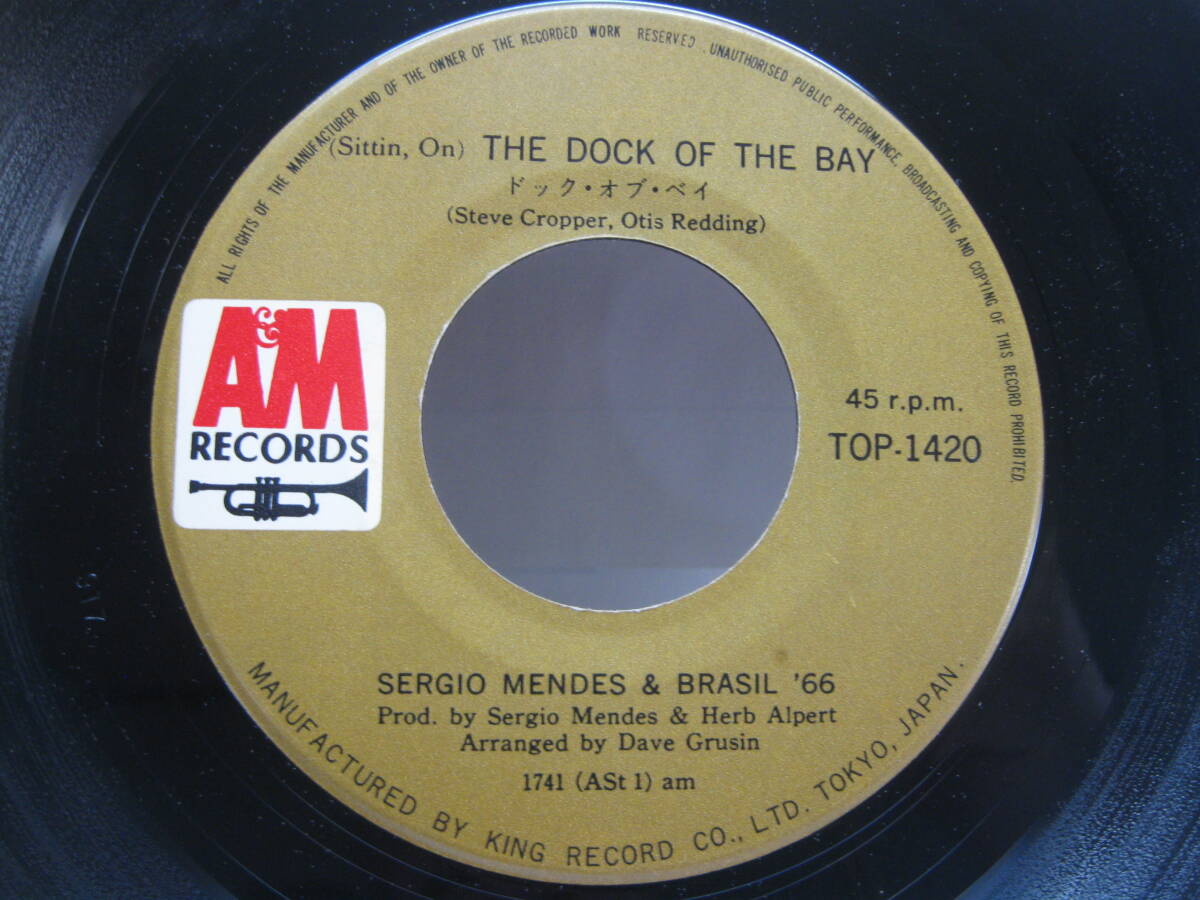 ALL RIGHTS OF THE MANUFACTURER AND OF THE OWNER OF THE RECORDED WORK RESERVED. UNAUTHORISED PUBLIC PERFORMANCE, BROADCASTING AND COPYING OF THIS RECORD PROHIBITED.
(Sittin, On) THE DOCK OF THE BAY
ドック・オブ・ベイ
(Steve Cropper, Otis Redding)
A&M
RECORDS
45 r.p.m.
TOP-1420
SERGIO MENDES & BRASIL '66
Prod. by Sergio Mendes & Herb Alpert
Arranged by Dave Grusin
1741 (ASt 1) am
MANUFACTURED BY KING RECORD CO., LTD. TOKYO, JAPAN.